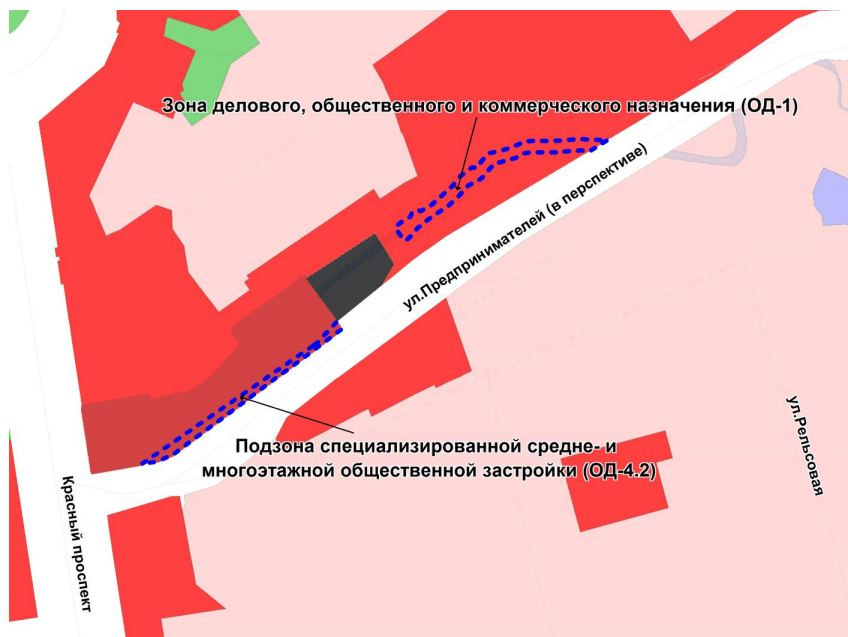 Зона делового, общественного и коммерческого назначения (ОД-1)
ул.Предпринимателей (в перспективе)
Подзона специализированной средне- и
многоэтажной общественной застройки (ОД-4.2)
Красный проспект
ул.Рельсовая